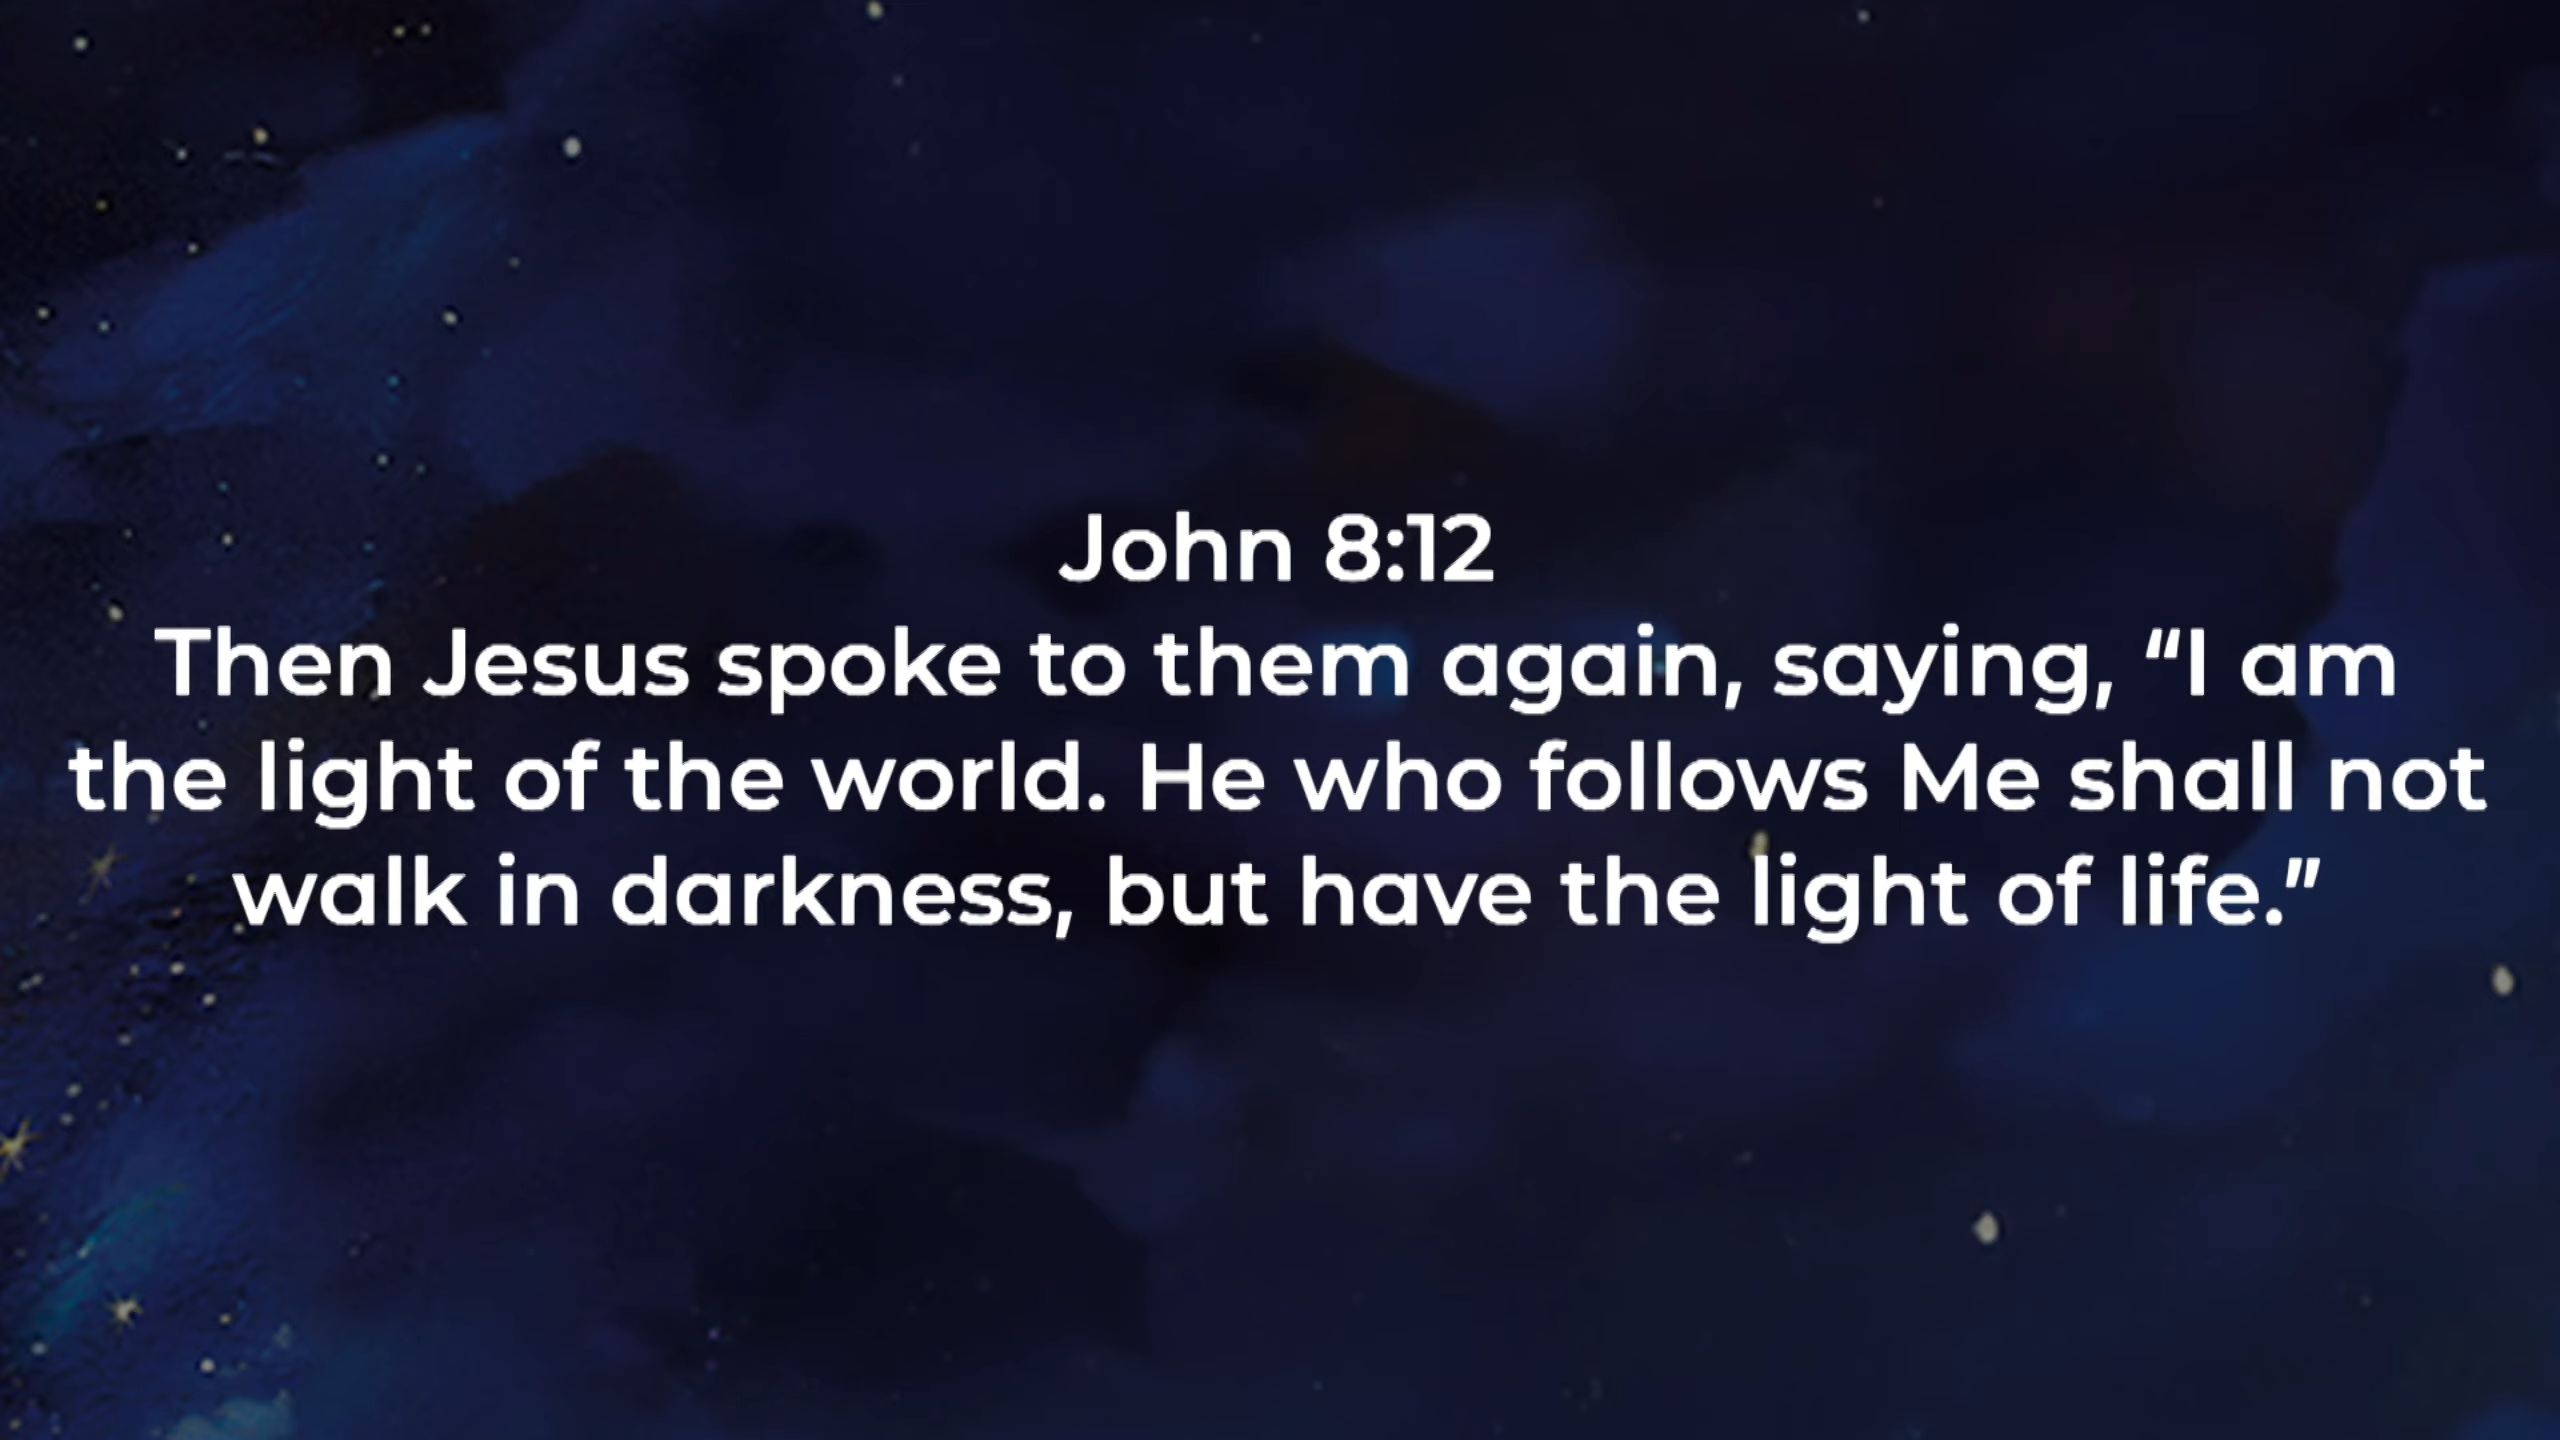 John 8:12
Then Jesus spoke to them again, saying, “I am
the light of the world. He who follows Me shall not
walk in darkness, but have the light of life.”